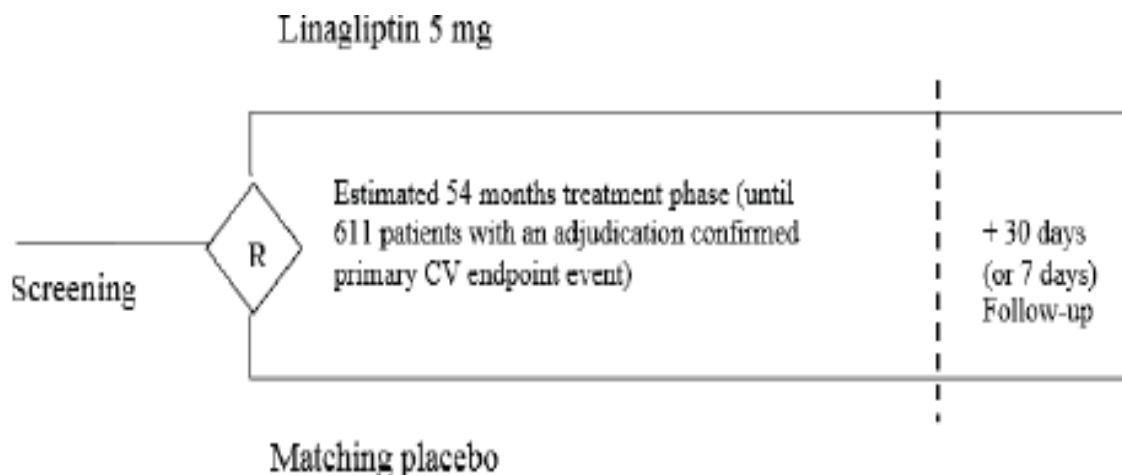 Linagliptin 5 mg
Screening
R
Estimated 54 months treatment phase (until
611 patients with an adjudication confirmed
primary CV endpoint event)
+ 30 days
(or 7 days)
Follow-up
Matching placebo